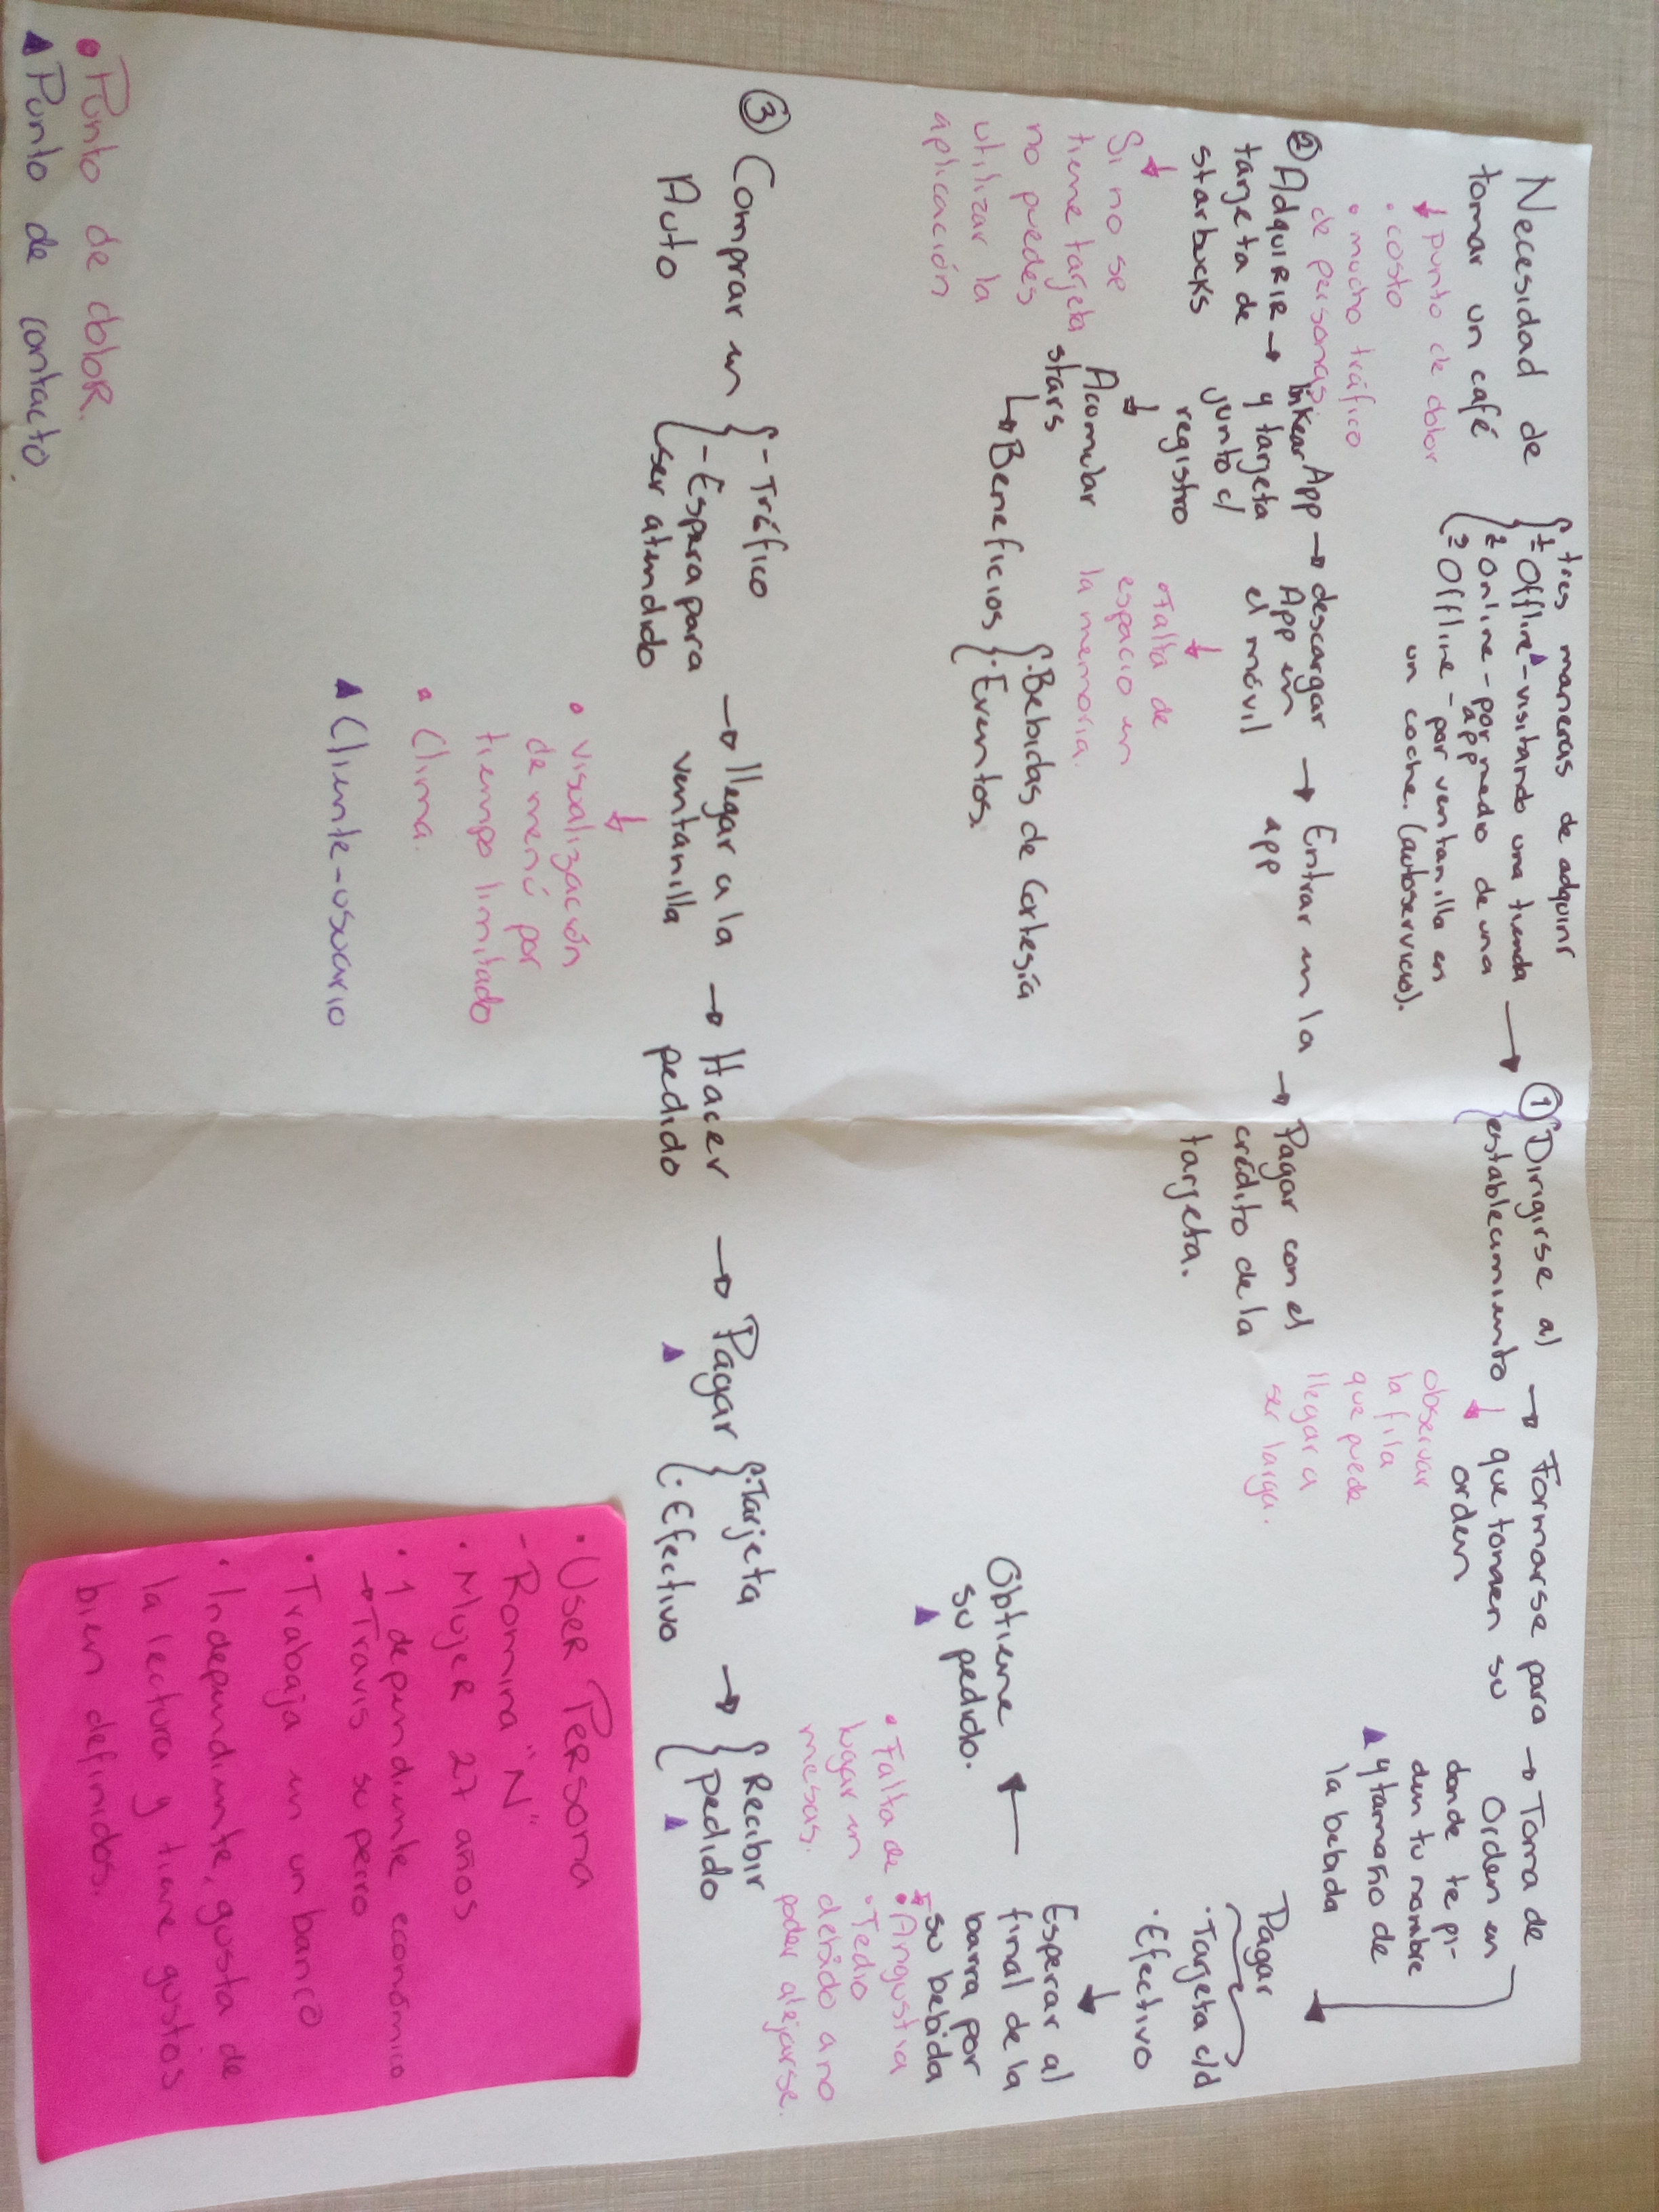 Necesidad de
tomar un café
↓ punto de dolor
• costo
• mucho tráfico
de personas.
tres maneras de adquirir
1- Offline - visitando una tienda
2- Online - por medio de una
app
3- Offline - por ventanilla en
un coche. (autoservicio).
→
① Dirigirse al
establecimiento
→
Formarse para
que tomen su
orden
↓
observar
la fila
que puede
llegar a
ser larga.
→ Toma de
Orden en
donde te pi-
den tu nombre
▲ y tamaño de
la bebida
Pagar
· Tarjeta c/d
· Efectivo
↓
Esperar al
final de la
barra por
su bebida
• Angustia
• Tedio
debido a no
poder alejarse.
• Falta de
lugar en
mesas.
←
Obtiene
su pedido.
▲
② Adquirir →
tarjeta de
starbucks
↓
Si no se
tiene tarjeta
no puedes
utilizar la
aplicación
linkear App →
y tarjeta
junto c/
registro
↓
Acomular
stars
↳ Beneficios
· Bebidas de Cortesía
· Eventos.
descargar
App en
el móvil
↓
• Falta de
espacio en
la memoria.
→ Entrar en la
app
→ Pagar con el
crédito de la
tarjeta.
③ Comprar en
Auto
- Tráfico
- Espera para
ser atendido
→ llegar a la
ventanilla
↓
• visualización
de menú por
tiempo limitado
• Clima.
→ Hacer
pedido
→ Pagar
▲
· Tarjeta
· Efectivo
→ Recibir
pedido
▲
▲ Cliente-usuario
• User Persona
- Romina "N"
• Mujer 27 años
• 1 dependiente económico
→ Travis su perro
• Trabaja en un banco
• Independiente, gusta de
la lectura y tiene gustos
bien definidos.
• Punto de dolor.
▲ Punto de contacto.